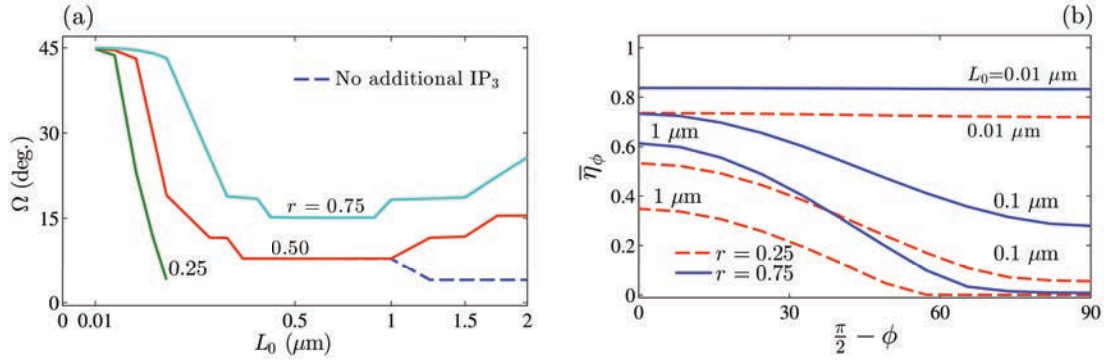 (a)
45
30
15
0
Ω (deg.)
No additional IP₃
r = 0.75
0.50
0.25
0 0.01 0.5 1 1.5 2
L₀ (μm)
(b)
1
0.8
0.6
0.4
0.2
0
η̅_ϕ
L₀=0.01 μm
0.01 μm
1 μm
0.1 μm
1 μm
0.1 μm
r = 0.25
r = 0.75
0 30 60 90
π/2 − ϕ